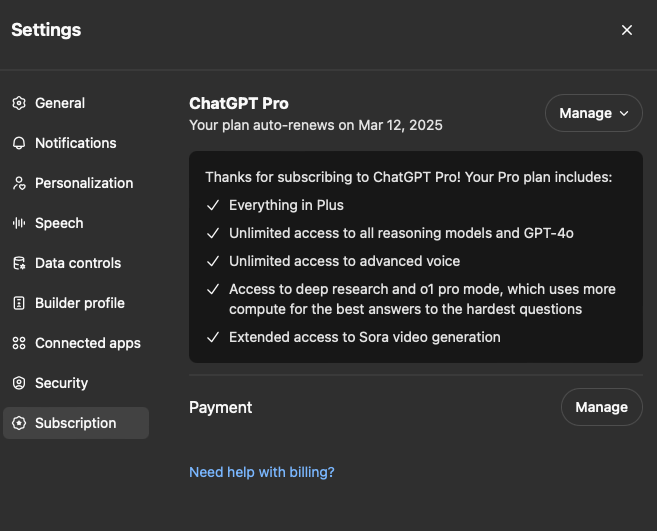 Settings
General
Notifications
Personalization
Speech
Data controls
Builder profile
Connected apps
Security
Subscription
ChatGPT Pro
Your plan auto-renews on Mar 12, 2025
Manage
Thanks for subscribing to ChatGPT Pro! Your Pro plan includes:
Everything in Plus
Unlimited access to all reasoning models and GPT-4o
Unlimited access to advanced voice
Access to deep research and o1 pro mode, which uses more
compute for the best answers to the hardest questions
Extended access to Sora video generation
Payment
Manage
Need help with billing?